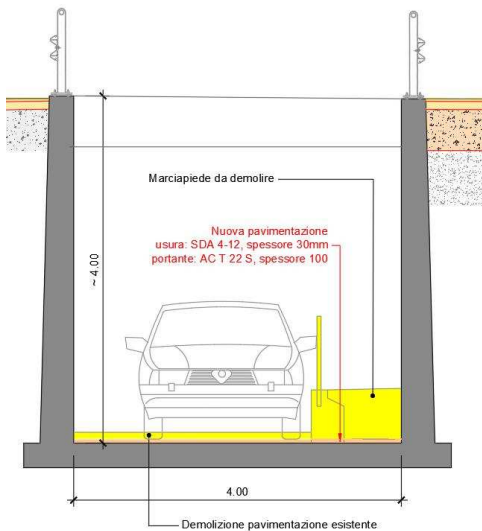 Marciapiede da demolire
Nuova pavimentazione
usura: SDA 4-12, spessore 30mm
portante: AC T 22 S, spessore 100
~ 4.00
4.00
Demolizione pavimentazione esistente